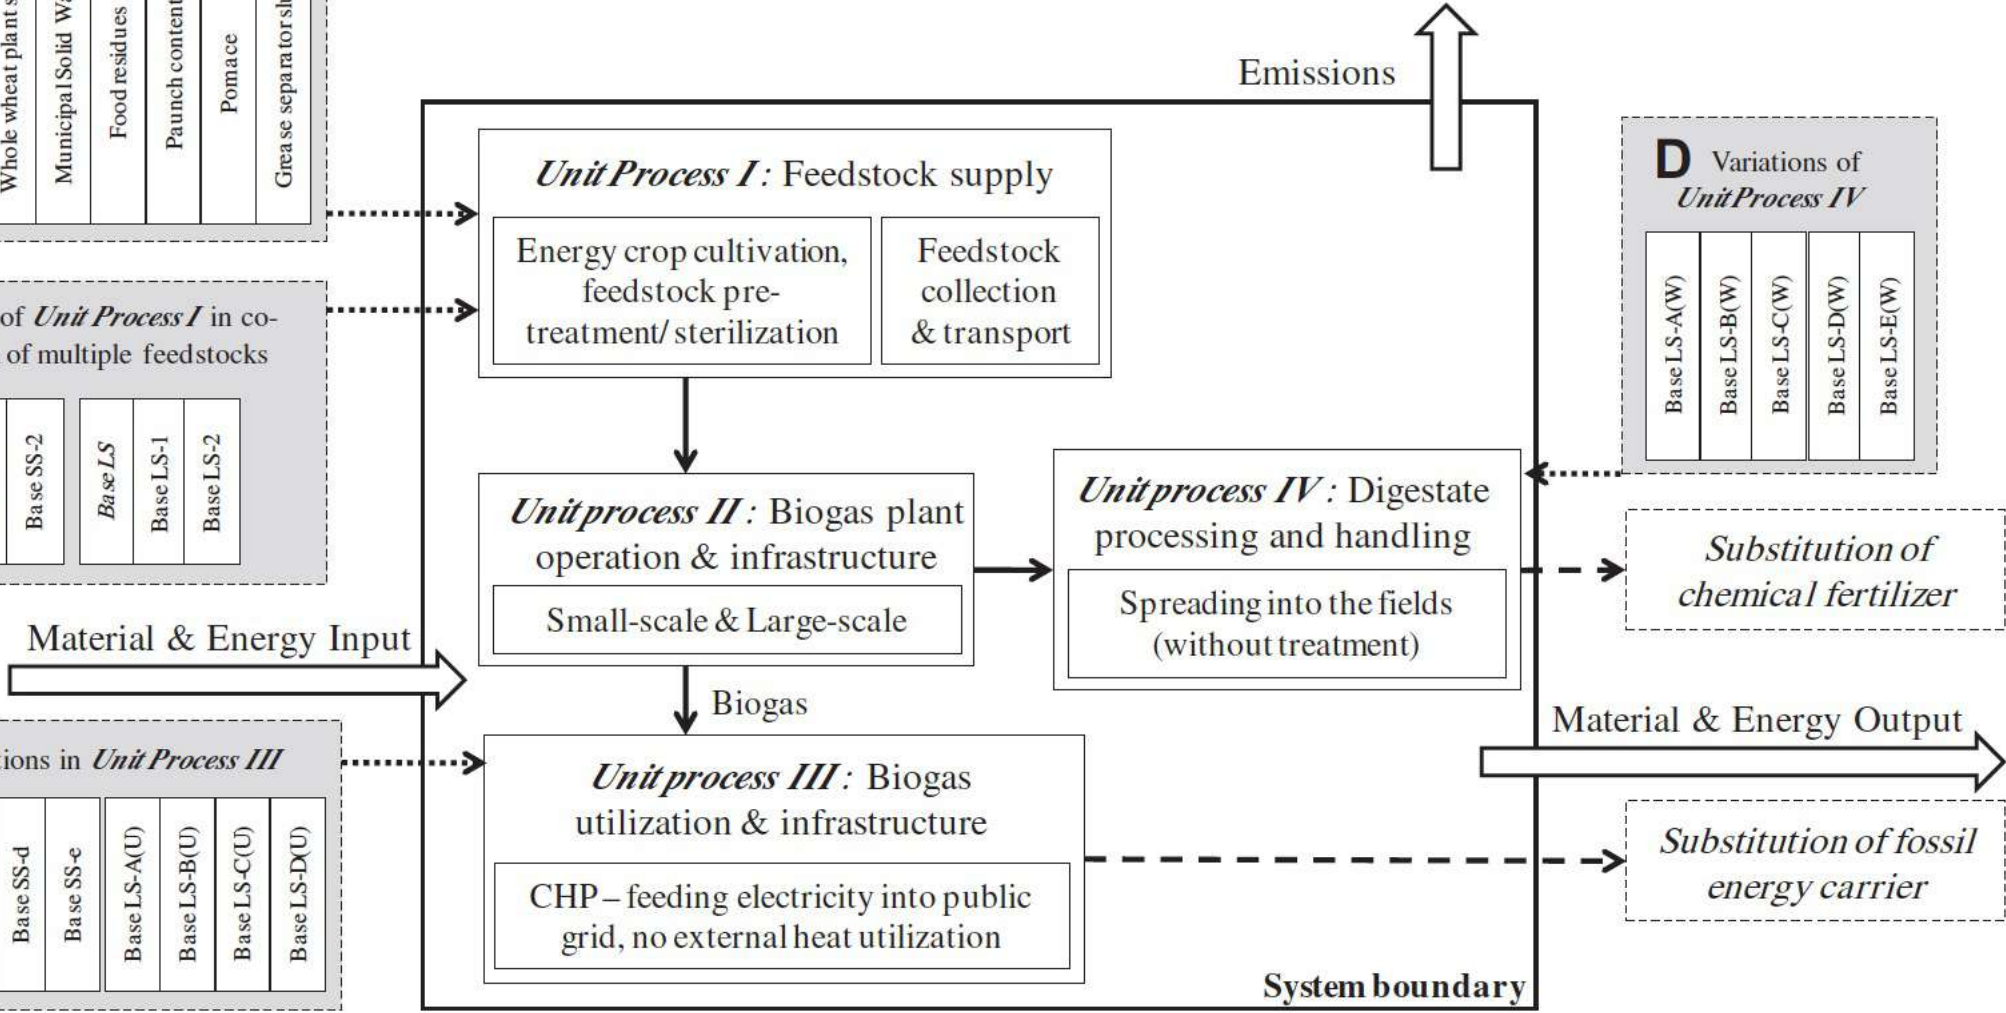 Whole wheat plant
Municipal Solid
Food residues
Paunch content
Pomace
Grease separator
of Unit Process I in co-
of multiple feedstocks
Base SS-2
Base LS
Base LS-1
Base LS-2
Material & Energy Input
in Unit Process III
Base SS-d
Base SS-e
Base LS-A(U)
Base LS-B(U)
Base LS-C(U)
Base LS-D(U)
Emissions
Unit Process I: Feedstock supply
Energy crop cultivation,
feedstock pre-
treatment/ sterilization
Feedstock
collection
& transport
Unit process II: Biogas plant
operation & infrastructure
Small-scale & Large-scale
Biogas
Unit process III: Biogas
utilization & infrastructure
CHP – feeding electricity into public
grid, no external heat utilization
Unit process IV: Digestate
processing and handling
Spreading into the fields
(without treatment)
System boundary
D Variations of
Unit Process IV
Base LS-A(W)
Base LS-B(W)
Base LS-C(W)
Base LS-D(W)
Base LS-E(W)
Substitution of
chemical fertilizer
Material & Energy Output
Substitution of fossil
energy carrier